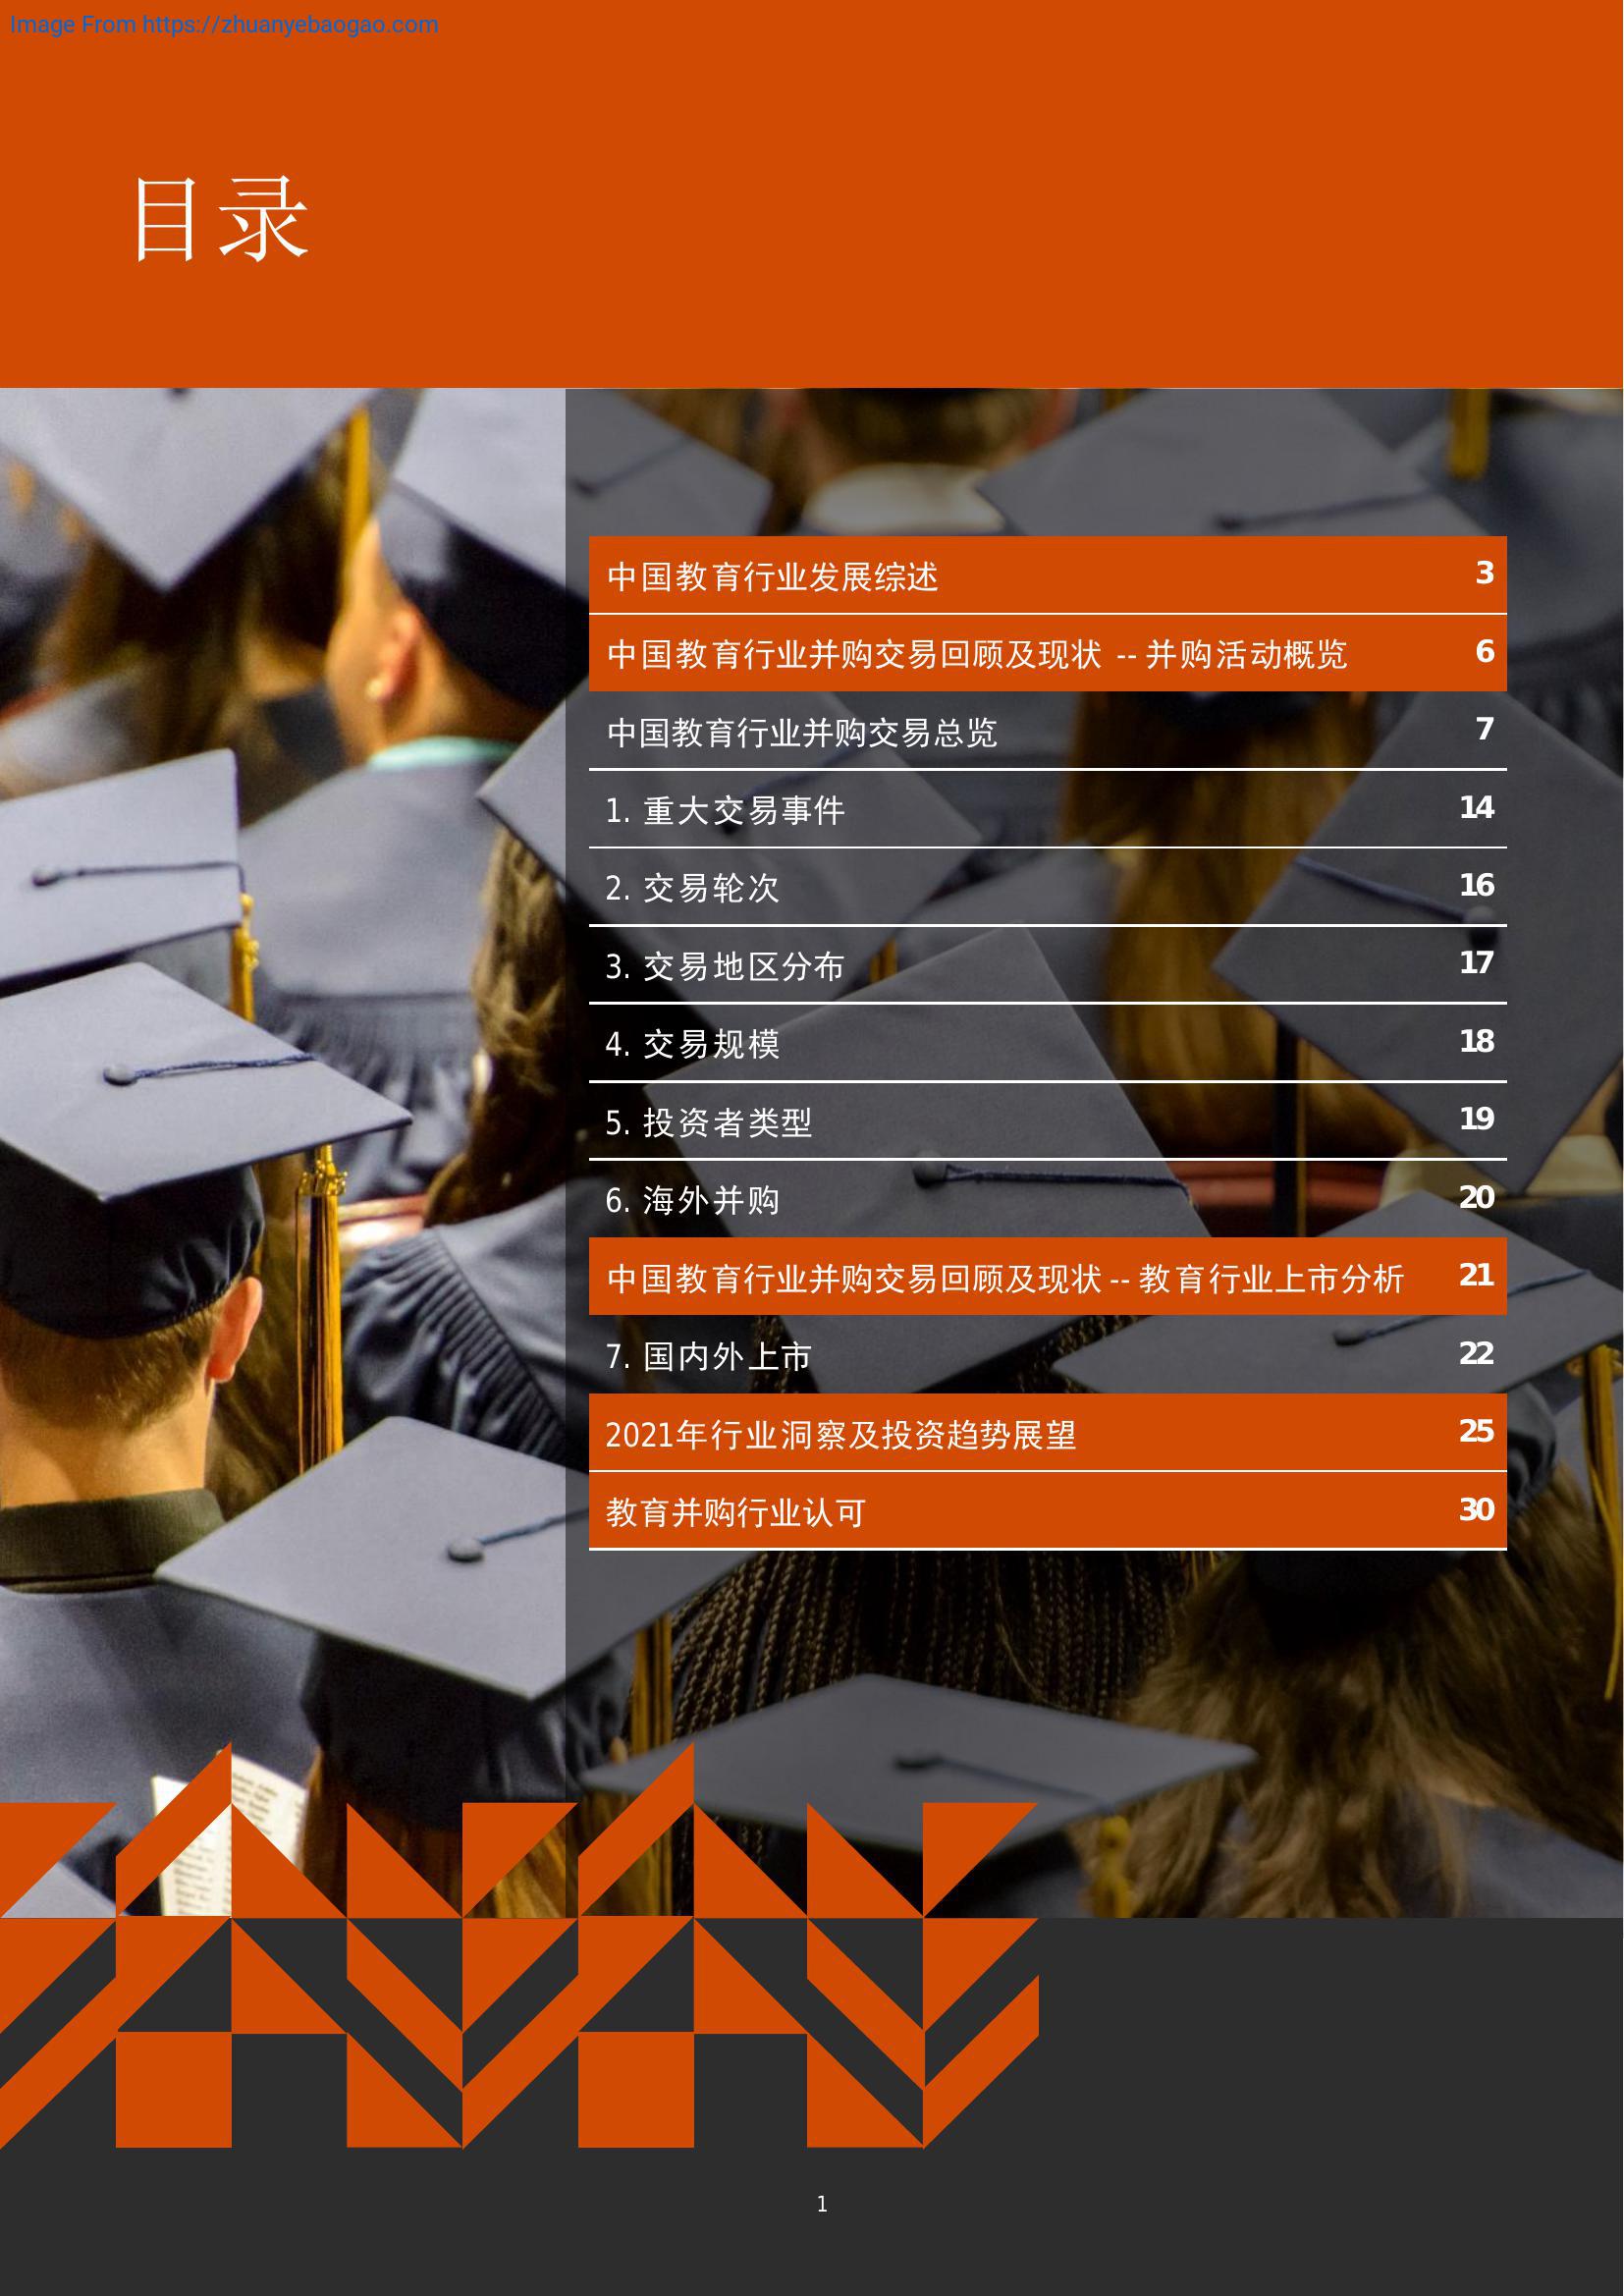 Image From https://zhuanyebaogao.com
目录
中国教育行业发展综述 3
中国教育行业并购交易回顾及现状 -- 并购活动概览 6
中国教育行业并购交易总览 7
1. 重大交易事件 14
2. 交易轮次 16
3. 交易地区分布 17
4. 交易规模 18
5. 投资者类型 19
6. 海外并购 20
中国教育行业并购交易回顾及现状 -- 教育行业上市分析 21
7. 国内外上市 22
2021年行业洞察及投资趋势展望 25
教育并购行业认可 30
1